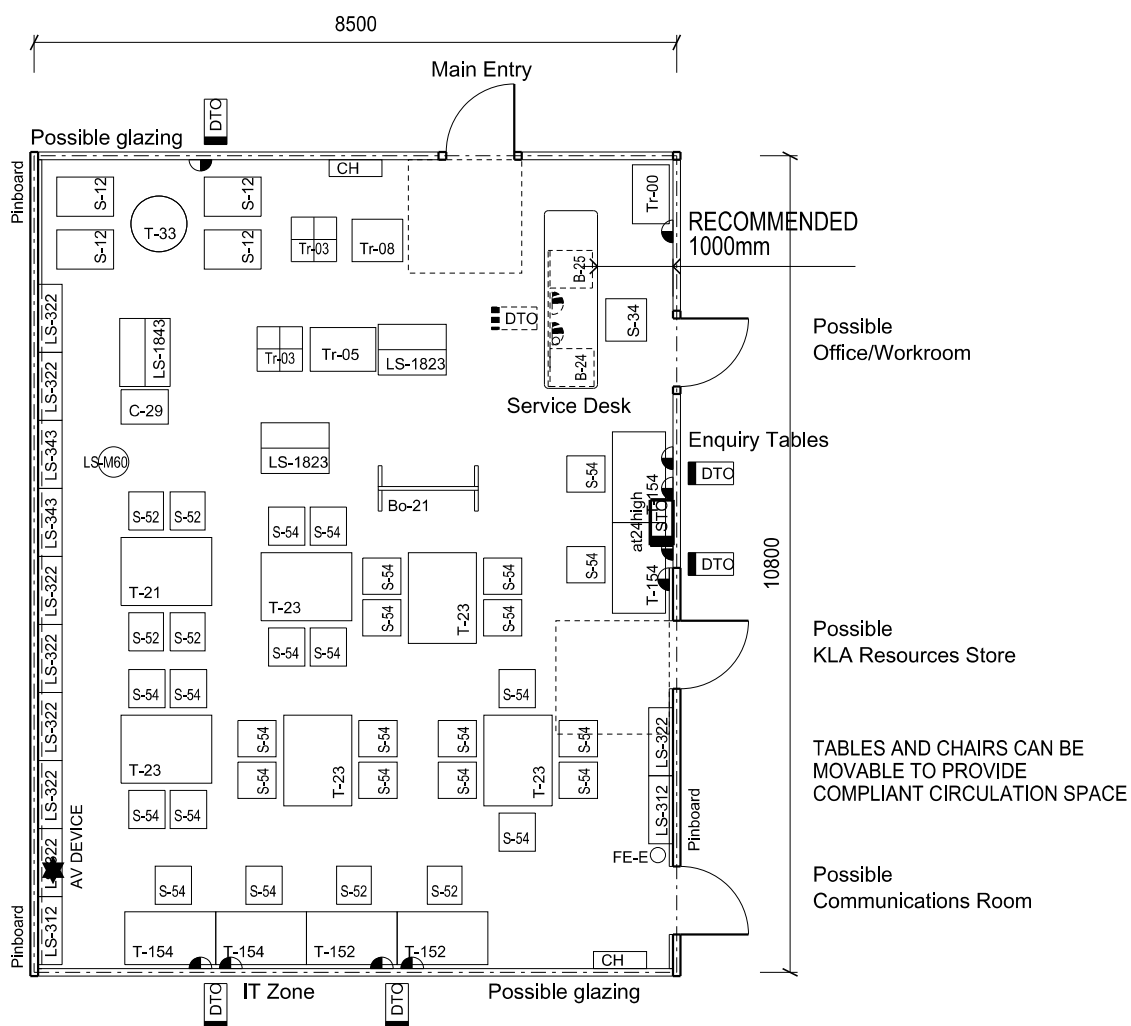 8500
Main Entry
DTO
Possible glazing
Pinboard
CH
S-12
S-12
T-33
S-12
S-12
Tr-03
Tr-08
Tr-00
RECOMMENDED
1000mm
B-25
DTO
S-34
B-24
Service Desk
Possible
Office/Workroom
LS-322
LS-1843
Tr-03
Tr-05
LS-1823
LS-322
C-29
LS-343
LS-M60
LS-1823
Bo-21
Enquiry Tables
DTO
S-54
T-154
STO
at24high
LS-343
S-52
S-52
S-54
S-54
S-54
T-154
DTO
10800
LS-322
T-21
T-23
S-54
S-54
T-23
S-54
S-54
LS-322
S-52
S-52
S-54
S-54
Possible
KLA Resources Store
LS-322
S-54
S-54
S-54
T-23
S-54
S-54
T-23
S-54
S-54
S-54
S-54
T-23
S-54
S-54
LS-322
LS-322
S-54
S-54
S-54
LS-312
Pinboard
TABLES AND CHAIRS CAN BE
MOVABLE TO PROVIDE
COMPLIANT CIRCULATION SPACE
AV DEVICE
FE-E
Possible
Communications Room
S-54
S-54
S-52
S-52
LS-312
Pinboard
T-154
T-154
T-152
T-152
CH
DTO
IT Zone
DTO
Possible glazing